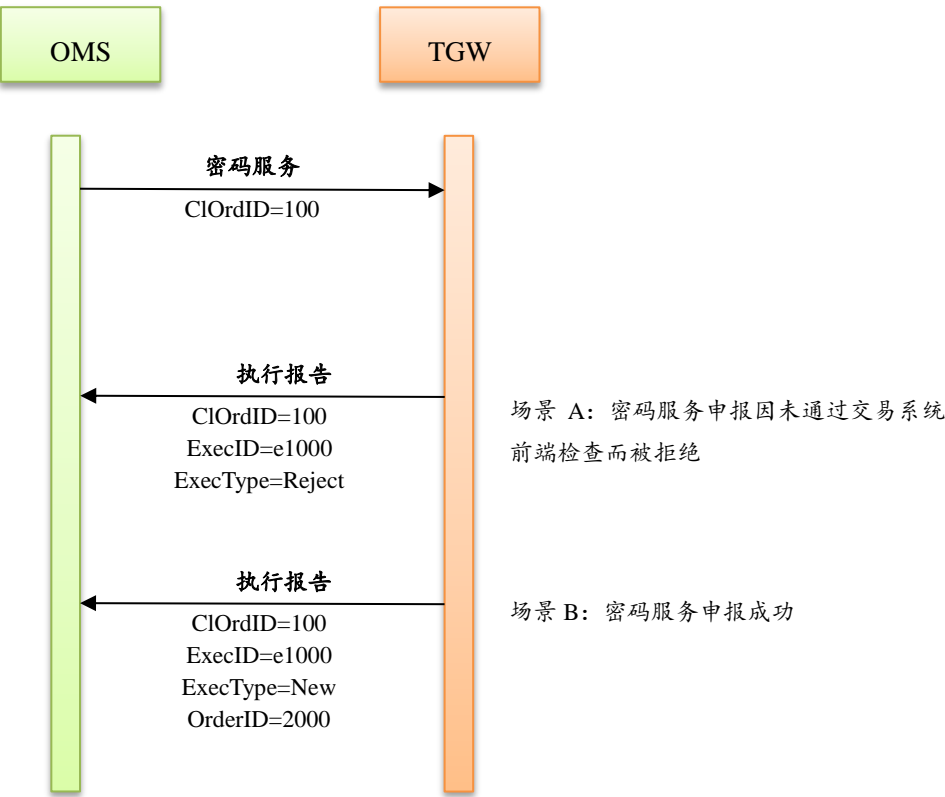 OMS
TGW
密码服务
ClOrdID=100
执行报告
ClOrdID=100
ExecID=e1000
ExecType=Reject
场景 A：密码服务申报因未通过交易系统
前端检查而被拒绝
执行报告
ClOrdID=100
ExecID=e1000
ExecType=New
OrderID=2000
场景 B：密码服务申报成功